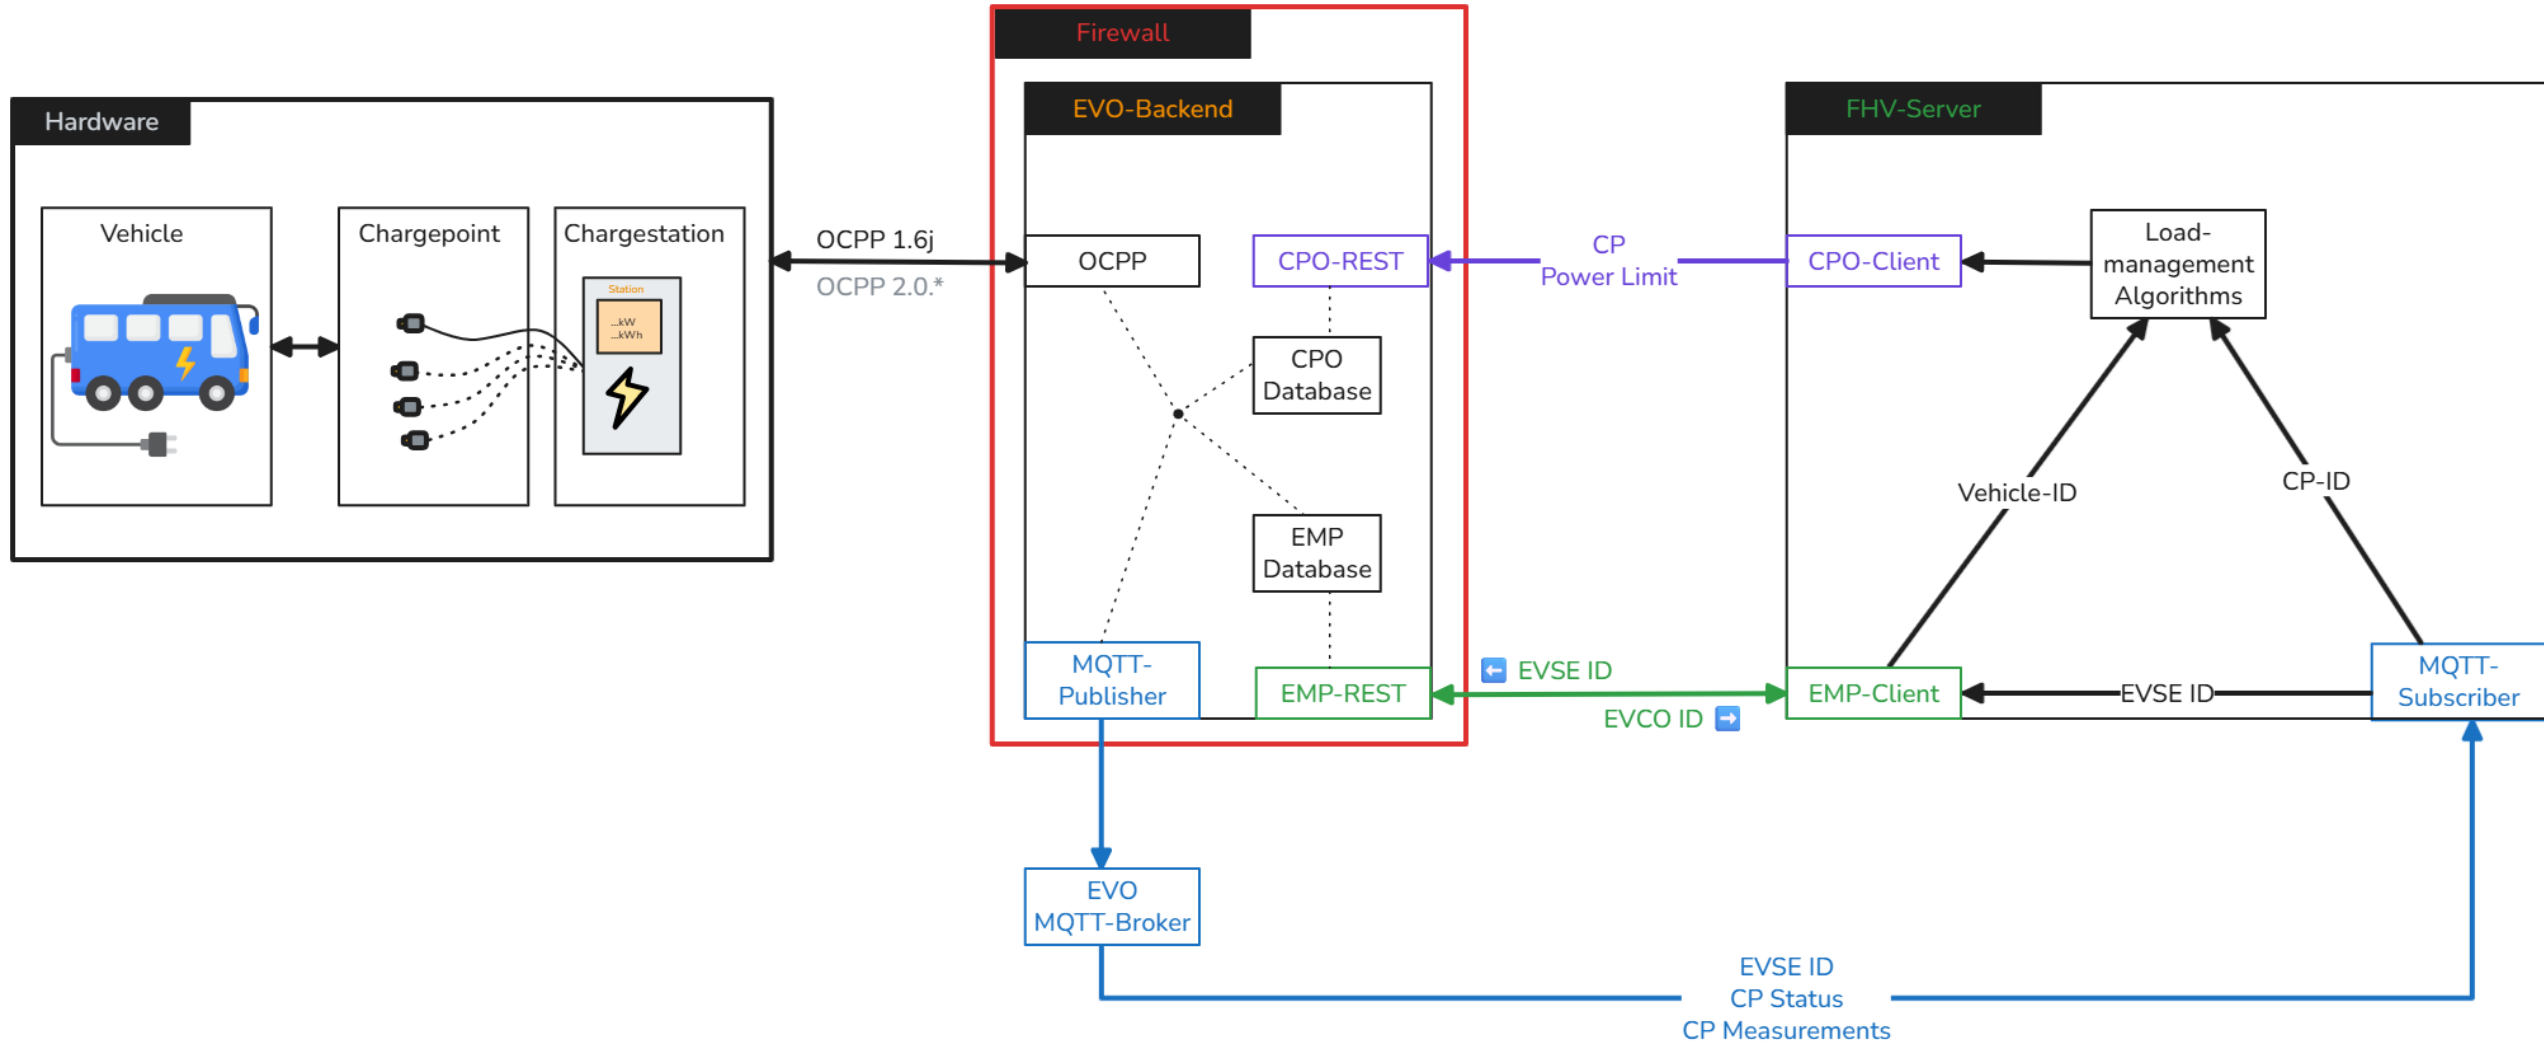 Firewall
Hardware
EVO-Backend
FHV-Server
Vehicle
Chargepoint
Chargestation
Station
...kW
...kWh
OCPP 1.6j
OCPP 2.0.*
OCPP
CPO-REST
CP
Power Limit
CPO-Client
Load-
management
Algorithms
CPO
Database
Vehicle-ID
CP-ID
EMP
Database
MQTT-
Publisher
EMP-REST
EVSE ID
EVCO ID
EMP-Client
EVSE ID
MQTT-
Subscriber
EVO
MQTT-Broker
EVSE ID
CP Status
CP Measurements